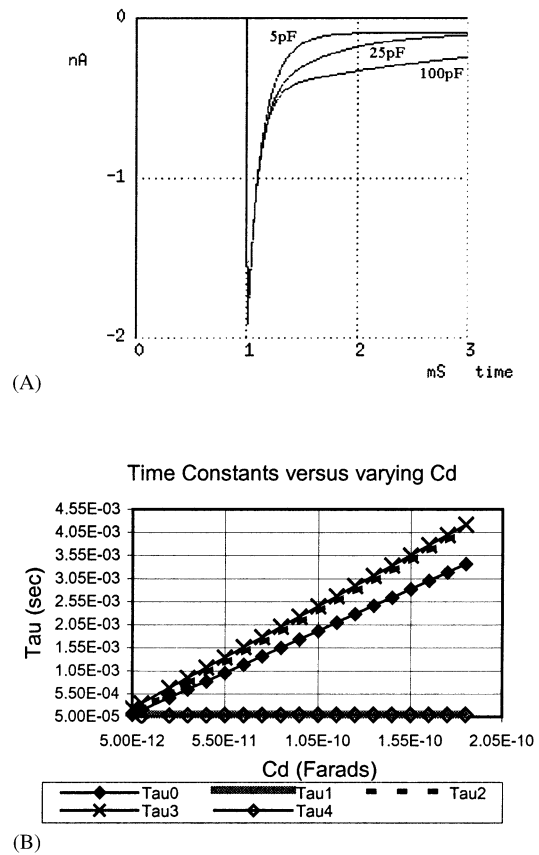 0
nA
5pF
25pF
100pF
-1
-2
0 1 2 3
mS time
(A)
Time Constants versus varying Cd
4.55E-03
4.05E-03
3.55E-03
3.05E-03
2.55E-03
2.05E-03
1.55E-03
1.05E-03
5.50E-04
5.00E-05
Tau (sec)
5.00E-12 5.50E-11 1.05E-10 1.55E-10 2.05E-10
Cd (Farads)
Tau0 Tau1 Tau2
Tau3 Tau4
(B)